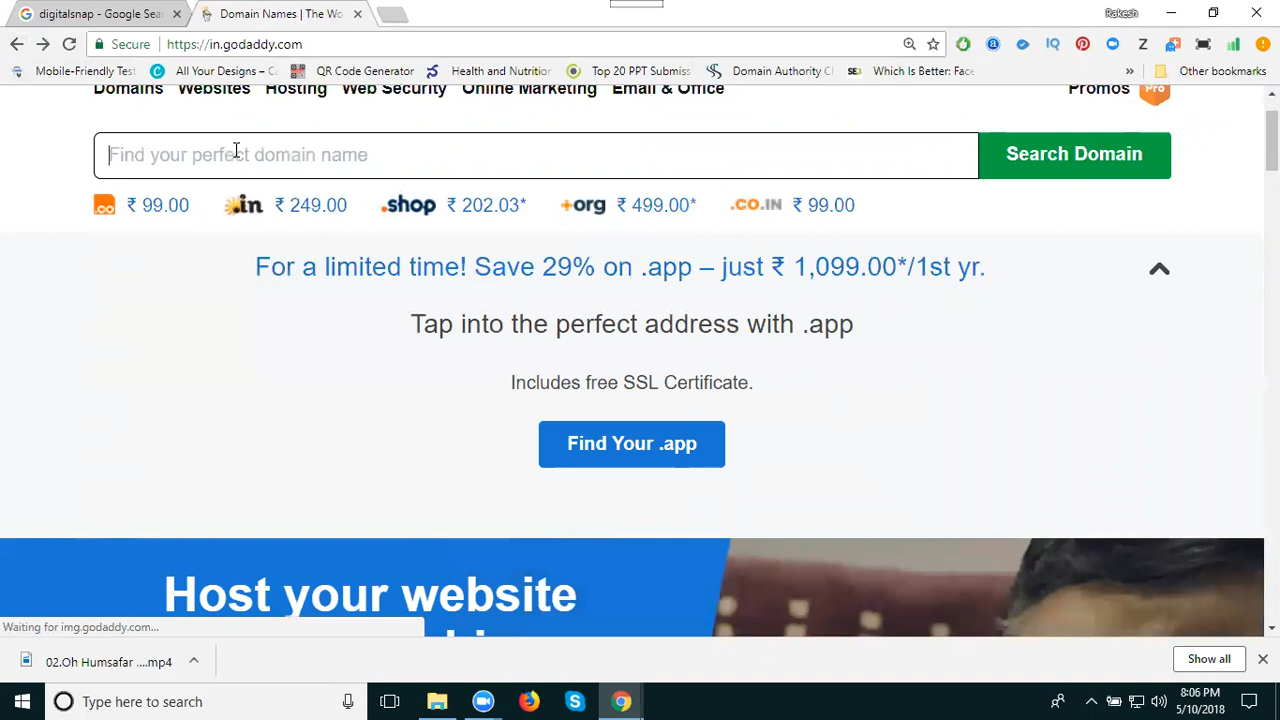 digitalsnap - Google Sea
Domain Names | The Wo
Rakesh
Secure
https://in.godaddy.com
Mobile-Friendly Test
All Your Designs – C
QR Code Generator
Health and Nutrition
Top 20 PPT Submiss
Domain Authority Ch
Which Is Better: Face
»
Other bookmarks
Domains Websites Hosting Web Security Online Marketing Email & Office
Promos
Pro
Find your perfect domain name
Search Domain
₹ 99.00
.in ₹ 249.00
.shop ₹ 202.03*
org ₹ 499.00*
.CO.IN ₹ 99.00
For a limited time! Save 29% on .app – just ₹ 1,099.00*/1st yr.
Tap into the perfect address with .app
Includes free SSL Certificate.
Find Your .app
Host your website
Waiting for img.godaddy.com...
02.Oh Humsafar ....mp4
Show all
Type here to search
8:06 PM
5/10/2018